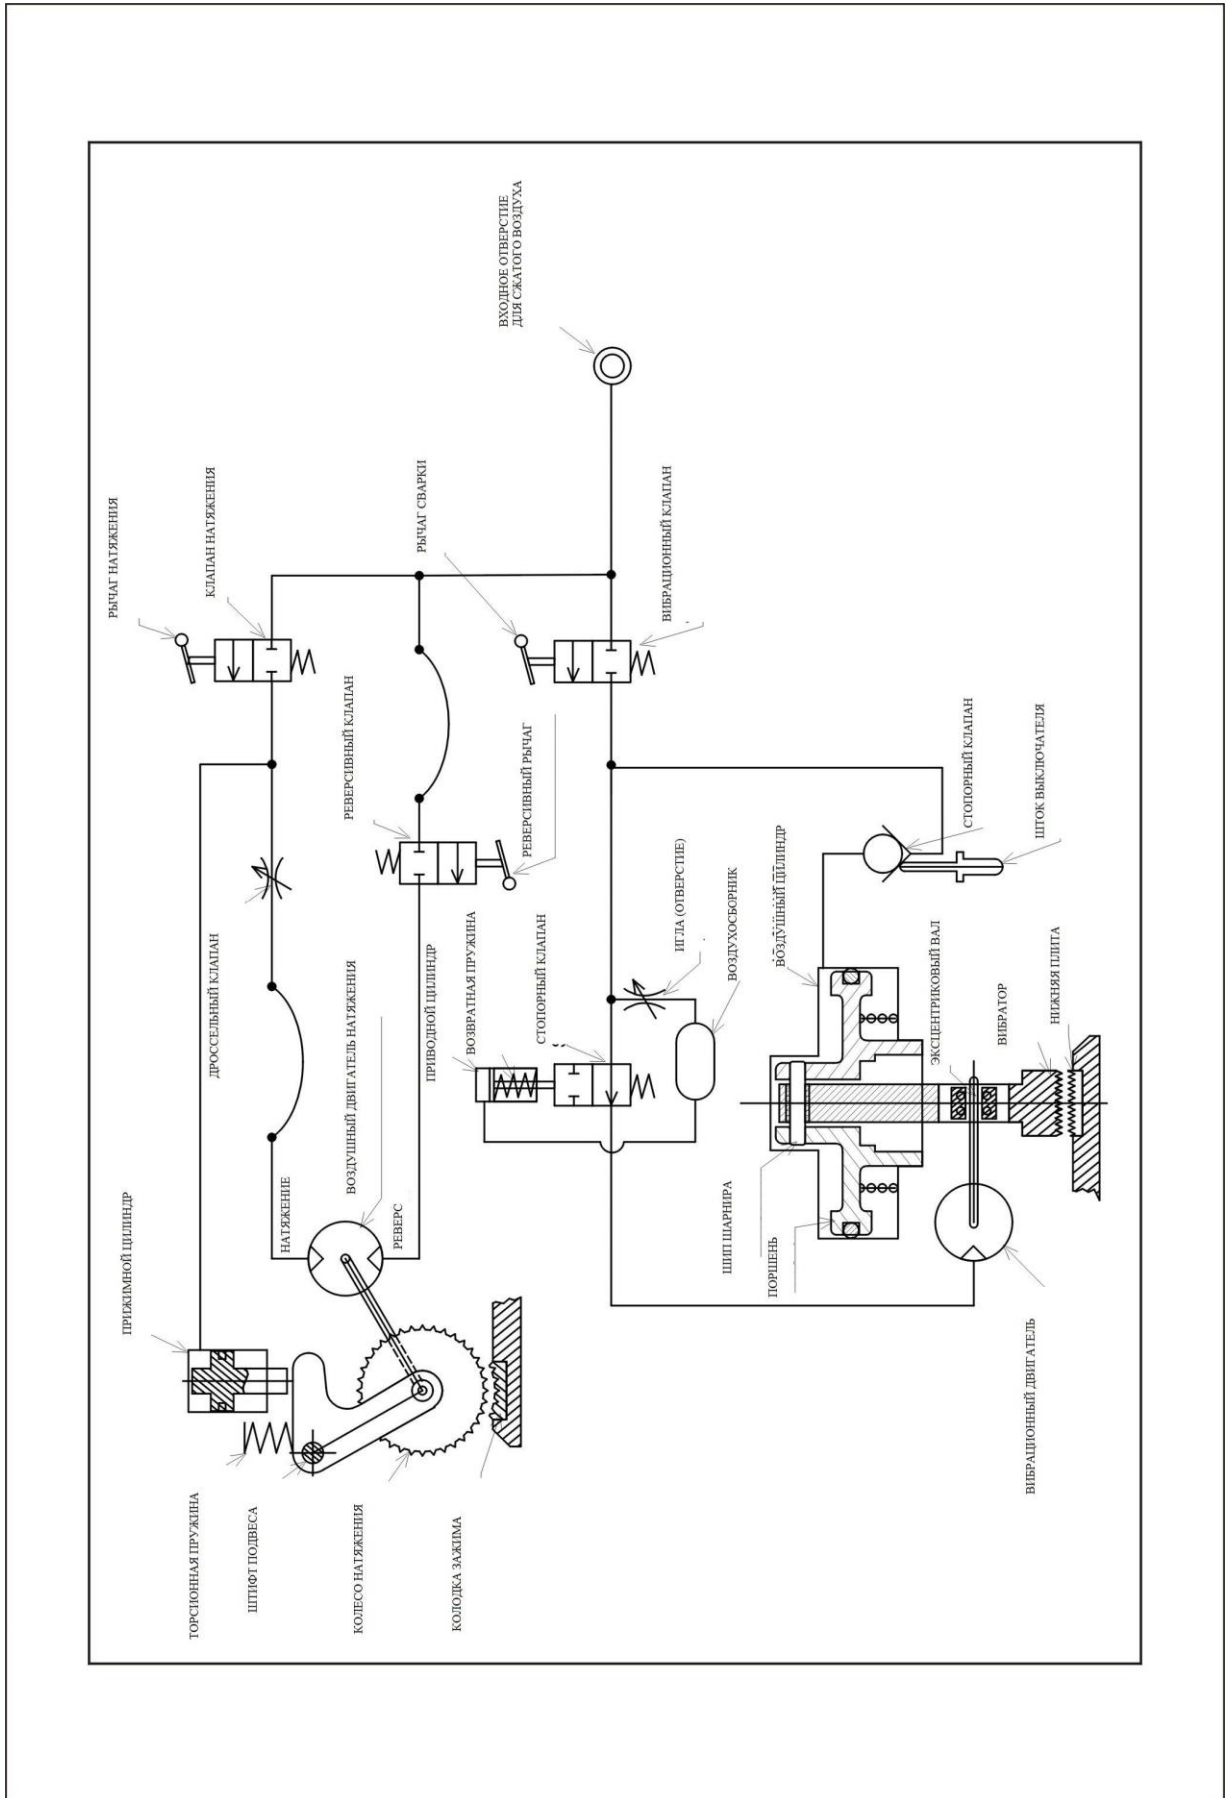 ВХОДНОЕ ОТВЕРСТИЕ
ДЛЯ СЖАТОГО ВОЗДУХА
РЫЧАГ НАТЯЖЕНИЯ
КЛАПАН НАТЯЖЕНИЯ
РЫЧАГ СВАРКИ
ВИБРАЦИОННЫЙ КЛАПАН
РЕВЕРСИВНЫЙ КЛАПАН
РЕВЕРСИВНЫЙ РЫЧАГ
СТОПОРНЫЙ КЛАПАН
ШТОК ВЫКЛЮЧАТЕЛЯ
ДРОССЕЛЬНЫЙ КЛАПАН
ВОЗДУШНЫЙ ДВИГАТЕЛЬ НАТЯЖЕНИЯ
ПРИВОДНОЙ ЦИЛИНДР
ВОЗВРАТНАЯ ПРУЖИНА
СТОПОРНЫЙ КЛАПАН
ИГЛА (ОТВЕРСТИЕ)
ВОЗДУХОСБОРНИК
ВОЗДУШНЫЙ ЦИЛИНДР
ЭКСЦЕНТРИКОВЫЙ ВАЛ
ВИБРАТОР
НИЖНЯЯ ПЛИТА
ПРИЖИМНОЙ ЦИЛИНДР
НАТЯЖЕНИЕ
РЕВЕРС
ШИП ШАРНИРА
ПОРШЕНЬ
ВИБРАЦИОННЫЙ ДВИГАТЕЛЬ
ТОРСИОННАЯ ПРУЖИНА
ШТИФТ ПОДВЕСА
КОЛЕСО НАТЯЖЕНИЯ
КОЛОДКА ЗАЖИМА